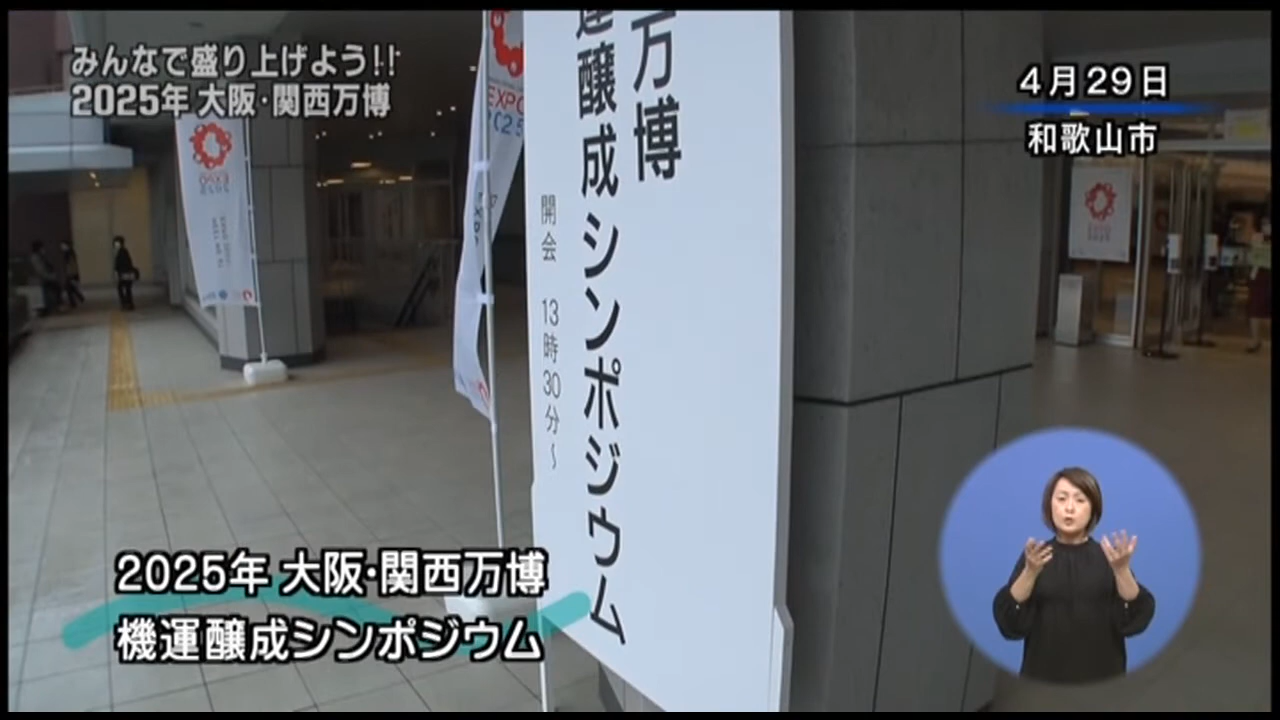 みんなで盛り上げよう!!
2025年 大阪・関西万博
4月29日
和歌山市
万博
醸成シンポジウム
開会 13時30分~
EXPO
2025年 大阪・関西万博
機運醸成シンポジウム